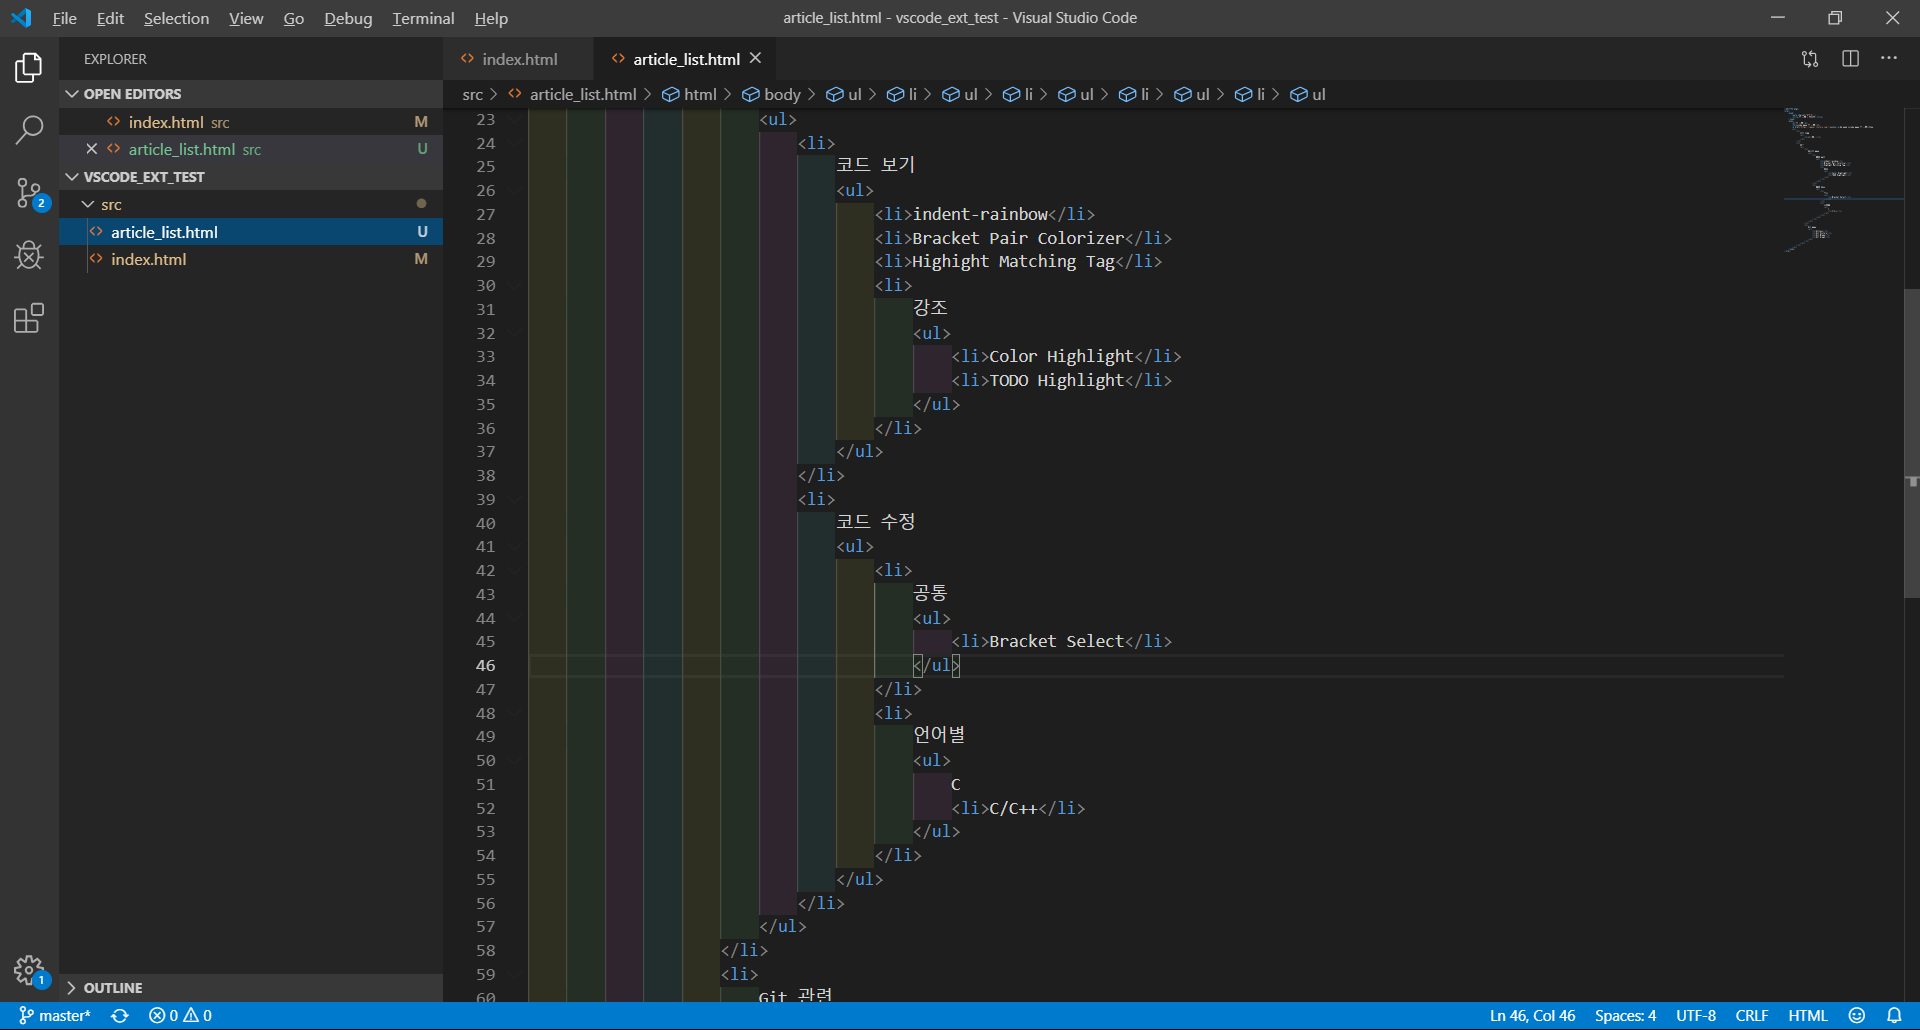 File Edit Selection View Go Debug Terminal Help
article_list.html - vscode_ext_test - Visual Studio Code
EXPLORER
OPEN EDITORS
index.html src M
article_list.html src U
VSCODE_EXT_TEST
src
article_list.html U
index.html M
OUTLINE
2
1
index.html article_list.html
src > article_list.html > html > body > ul > li > ul > li > ul > li > ul > li > ul
23 <ul>
24 <li>
25 코드 보기
26 <ul>
27 <li>indent-rainbow</li>
28 <li>Bracket Pair Colorizer</li>
29 <li>Highight Matching Tag</li>
30 <li>
31 강조
32 <ul>
33 <li>Color Highlight</li>
34 <li>TODO Highlight</li>
35 </ul>
36 </li>
37 </ul>
38 </li>
39 <li>
40 코드 수정
41 <ul>
42 <li>
43 공통
44 <ul>
45 <li>Bracket Select</li>
46 </ul>
47 </li>
48 <li>
49 언어별
50 <ul>
51 C
52 <li>C/C++</li>
53 </ul>
54 </li>
55 </ul>
56 </li>
57 </ul>
58 </li>
59 <li>
60 Git 관련
master* 0 0 Ln 46, Col 46 Spaces: 4 UTF-8 CRLF HTML